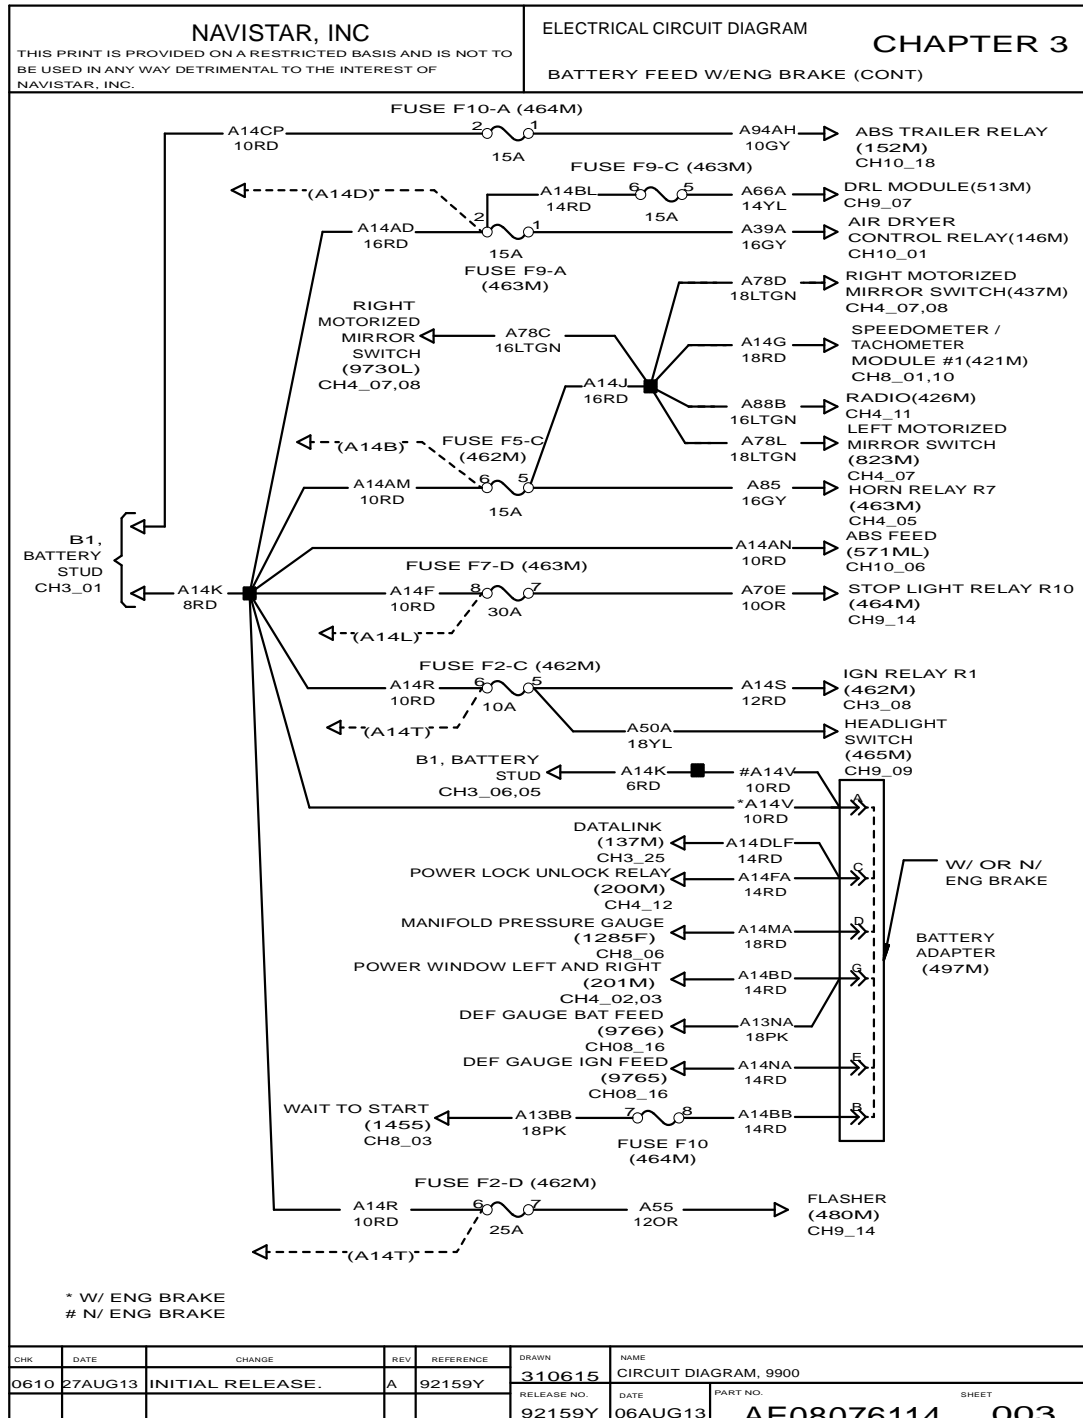 NAVISTAR, INC
THIS PRINT IS PROVIDED ON A RESTRICTED BASIS AND IS NOT TO
BE USED IN ANY WAY DETRIMENTAL TO THE INTEREST OF
NAVISTAR, INC.
ELECTRICAL CIRCUIT DIAGRAM
CHAPTER 3
BATTERY FEED W/ENG BRAKE (CONT)
FUSE F10-A (464M)
A14CP
10RD
2
1
15A
A94AH
10GY
ABS TRAILER RELAY
(152M)
CH10_18
FUSE F9-C (463M)
(A14D)
A14BL
14RD
6
5
15A
A66A
14YL
DRL MODULE(513M)
CH9_07
A14AD
16RD
2
1
15A
FUSE F9-A
(463M)
A39A
16GY
AIR DRYER
CONTROL RELAY(146M)
CH10_01
A78D
18LTGN
RIGHT MOTORIZED
MIRROR SWITCH(437M)
CH4_07,08
RIGHT
MOTORIZED
MIRROR
SWITCH
(9730L)
CH4_07,08
A78C
16LTGN
A14G
18RD
SPEEDOMETER /
TACHOMETER
MODULE #1(421M)
CH8_01,10
A14J
16RD
A88B
16LTGN
RADIO(426M)
CH4_11
A78L
18LTGN
LEFT MOTORIZED
MIRROR SWITCH
(823M)
CH4_07
(A14B)
FUSE F5-C
(462M)
A14AM
10RD
6
5
15A
A85
16GY
HORN RELAY R7
(463M)
CH4_05
B1,
BATTERY
STUD
CH3_01
A14AN
10RD
ABS FEED
(571ML)
CH10_06
A14K
8RD
FUSE F7-D (463M)
A14F
10RD
8
7
30A
A70E
10OR
STOP LIGHT RELAY R10
(464M)
CH9_14
(A14L)
FUSE F2-C (462M)
A14R
10RD
6
5
10A
A14S
12RD
IGN RELAY R1
(462M)
CH3_08
(A14T)
A50A
18YL
HEADLIGHT
SWITCH
(465M)
CH9_09
B1, BATTERY
STUD
CH3_06,05
A14K
6RD
#A14V
10RD
*A14V
10RD
A
DATALINK
(137M)
CH3_25
A14DLF
14RD
POWER LOCK UNLOCK RELAY
(200M)
CH4_12
A14FA
14RD
C
W/ OR N/
ENG BRAKE
MANIFOLD PRESSURE GAUGE
(1285F)
CH8_06
A14MA
18RD
D
BATTERY
ADAPTER
(497M)
POWER WINDOW LEFT AND RIGHT
(201M)
CH4_02,03
A14BD
14RD
G
DEF GAUGE BAT FEED
(9766)
CH08_16
A13NA
18PK
DEF GAUGE IGN FEED
(9765)
CH08_16
A14NA
14RD
E
WAIT TO START
(1455)
CH8_03
A13BB
18PK
7
8
FUSE F10
(464M)
A14BB
14RD
B
FUSE F2-D (462M)
A14R
10RD
6
7
25A
A55
12OR
FLASHER
(480M)
CH9_14
(A14T)
* W/ ENG BRAKE
# N/ ENG BRAKE
CHK DATE CHANGE REV REFERENCE
0610 27AUG13 INITIAL RELEASE. A 92159Y
DRAWN
310615
NAME
CIRCUIT DIAGRAM, 9900
RELEASE NO.
92159Y
DATE
06AUG13
PART NO.
AE08076114
SHEET
003